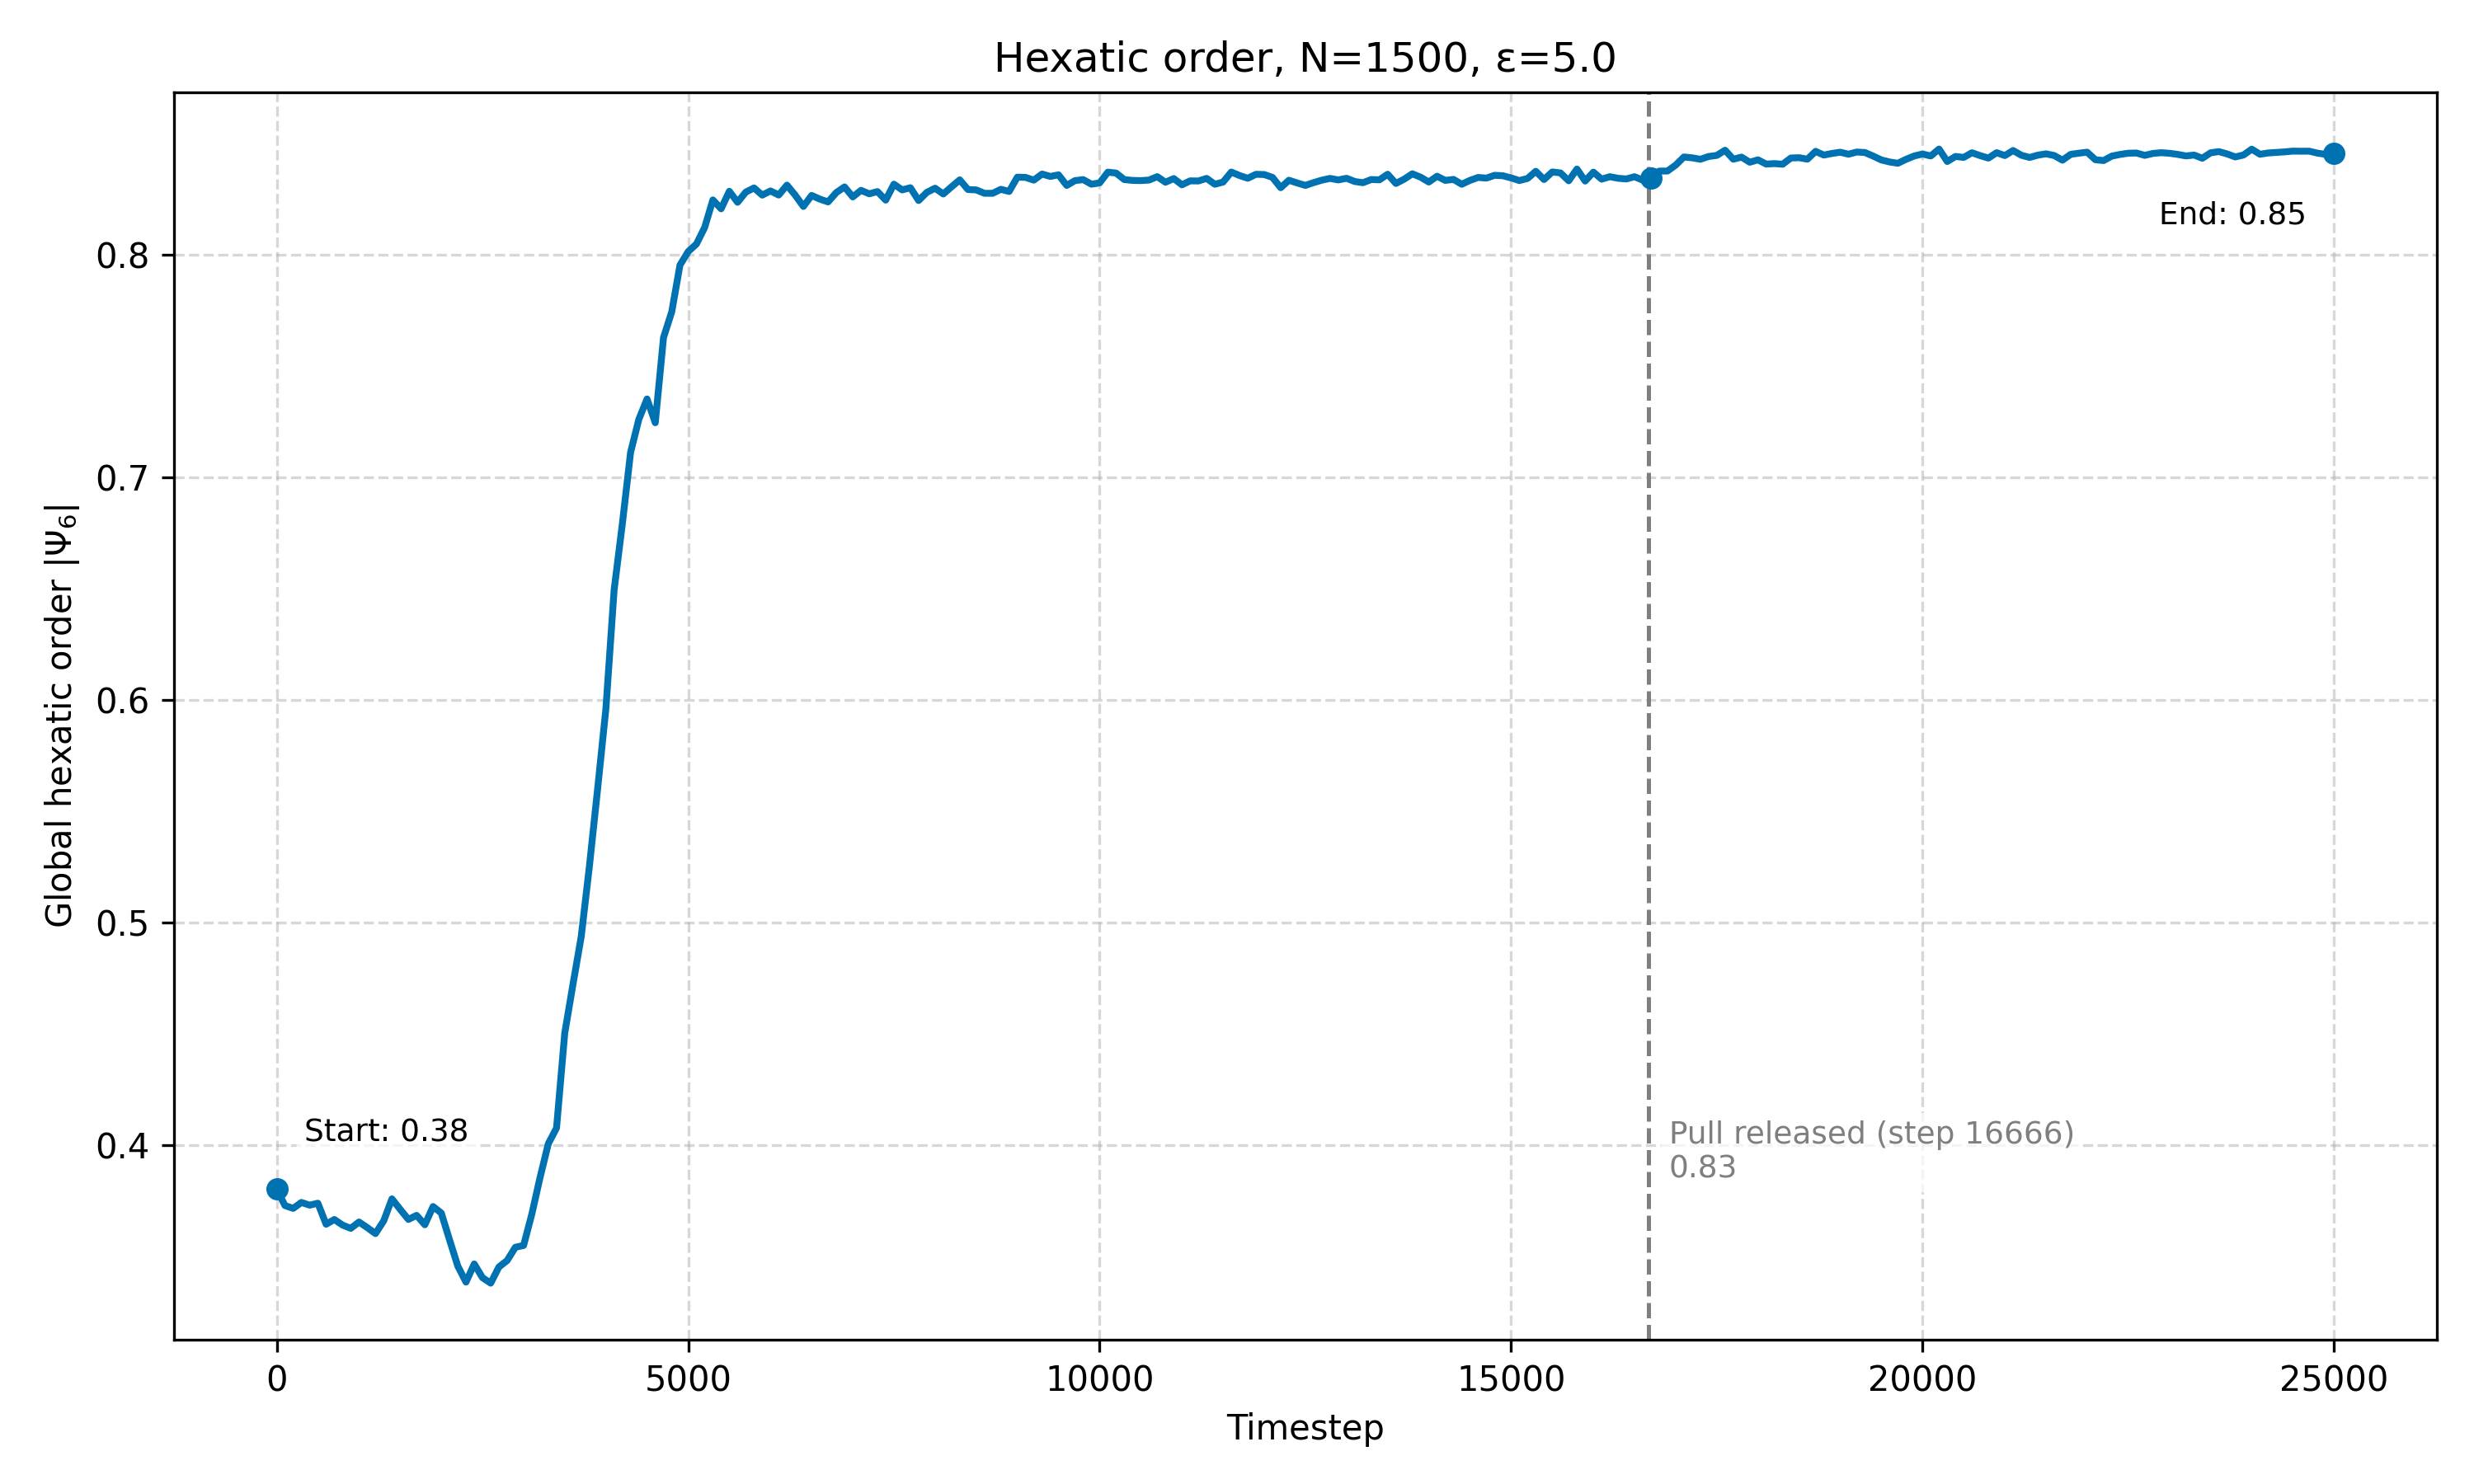 Hexatic order, N=1500, ε=5.0
Global hexatic order |Ψ₆|
0.8
0.7
0.6
0.5
0.4
End: 0.85
Start: 0.38
Pull released (step 16666)
0.83
0
5000
10000
15000
20000
25000
Timestep